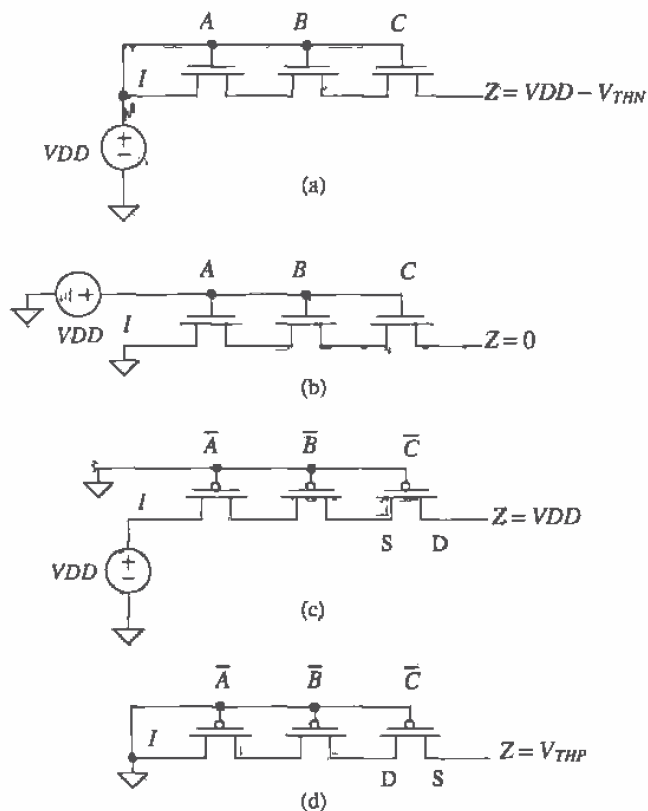 A B C
I
Z = VDD − V_THN
+
−
VDD
(a)
A B C
VDD
I
Z = 0
(b)
A̅ B̅ C̅
I
Z = VDD
S D
+
−
VDD
(c)
A̅ B̅ C̅
I
Z = V_THP
D S
(d)